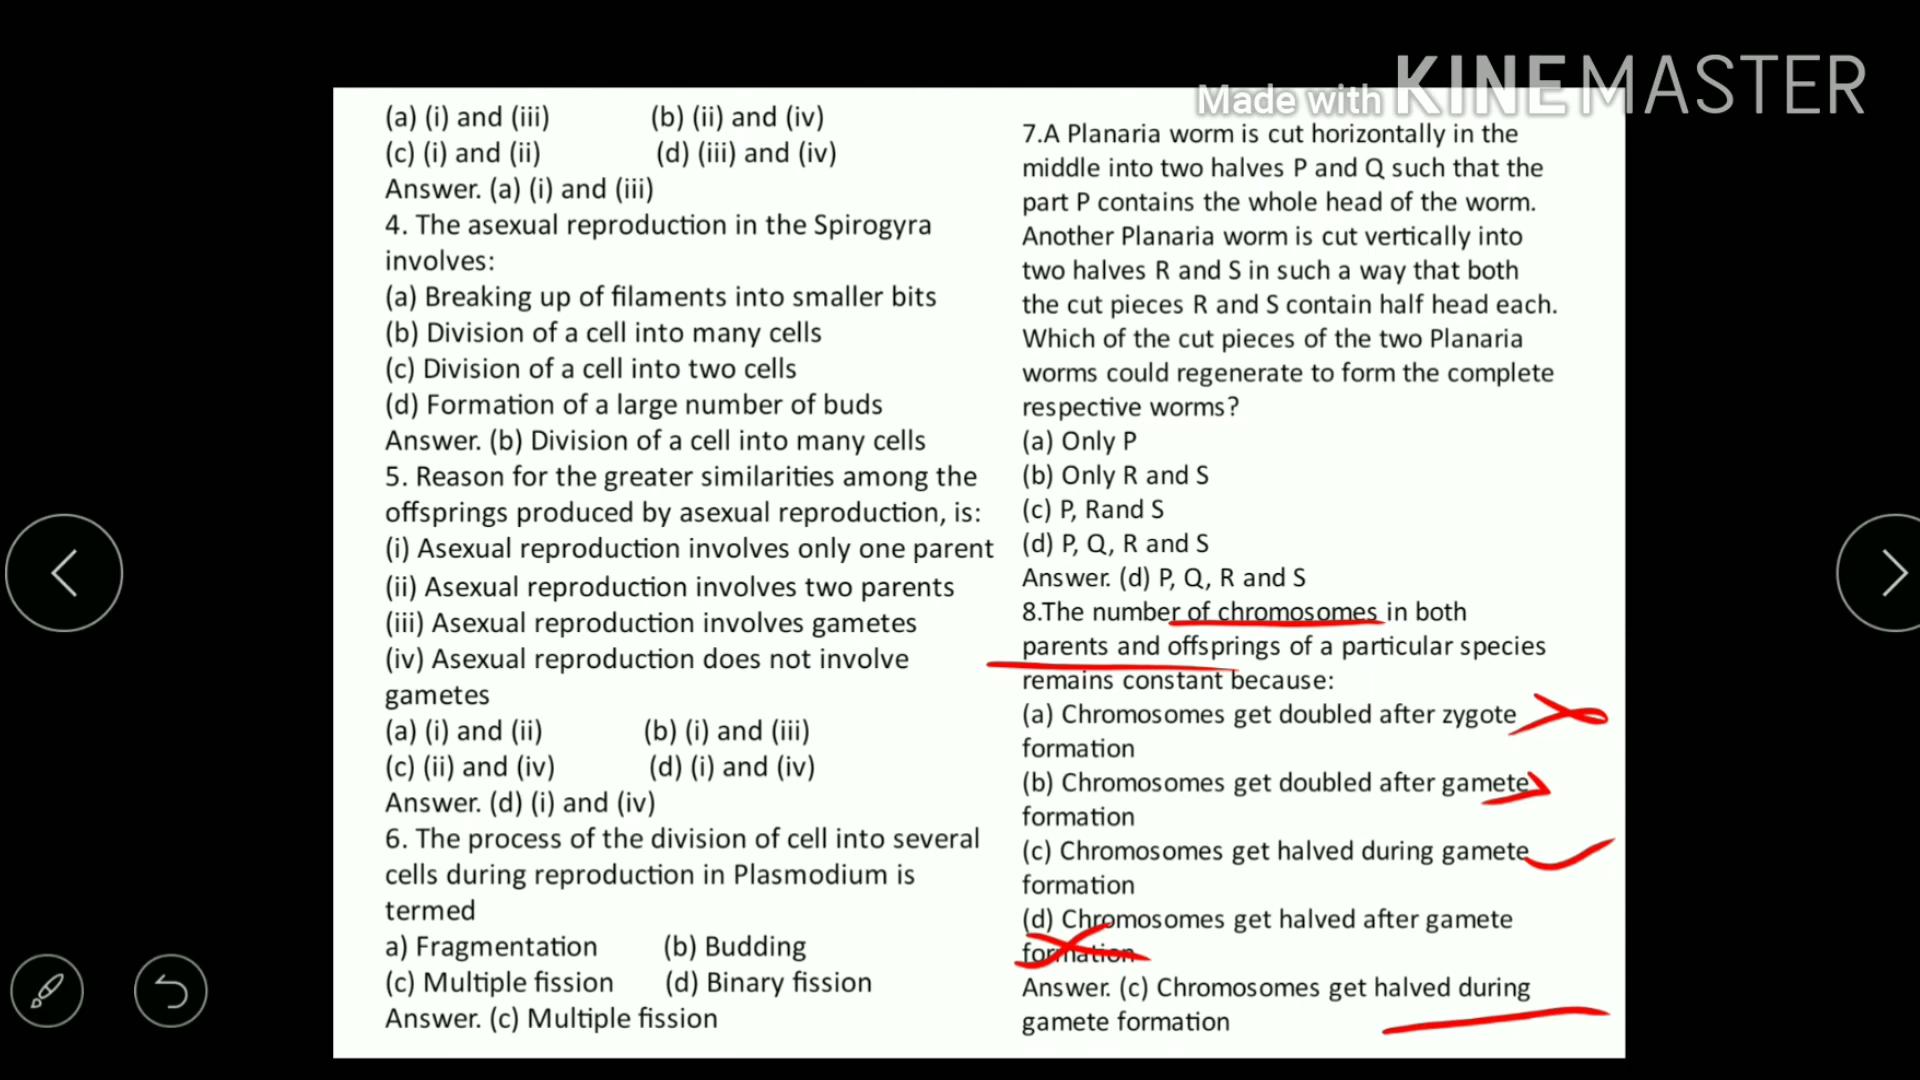 Made with KINEMASTER
(a) (i) and (iii) (b) (ii) and (iv)
(c) (i) and (ii) (d) (iii) and (iv)
Answer. (a) (i) and (iii)
4. The asexual reproduction in the Spirogyra
involves:
(a) Breaking up of filaments into smaller bits
(b) Division of a cell into many cells
(c) Division of a cell into two cells
(d) Formation of a large number of buds
Answer. (b) Division of a cell into many cells
5. Reason for the greater similarities among the
offsprings produced by asexual reproduction, is:
(i) Asexual reproduction involves only one parent
(ii) Asexual reproduction involves two parents
(iii) Asexual reproduction involves gametes
(iv) Asexual reproduction does not involve
gametes
(a) (i) and (ii) (b) (i) and (iii)
(c) (ii) and (iv) (d) (i) and (iv)
Answer. (d) (i) and (iv)
6. The process of the division of cell into several
cells during reproduction in Plasmodium is
termed
a) Fragmentation (b) Budding
(c) Multiple fission (d) Binary fission
Answer. (c) Multiple fission
7.A Planaria worm is cut horizontally in the
middle into two halves P and Q such that the
part P contains the whole head of the worm.
Another Planaria worm is cut vertically into
two halves R and S in such a way that both
the cut pieces R and S contain half head each.
Which of the cut pieces of the two Planaria
worms could regenerate to form the complete
respective worms?
(a) Only P
(b) Only R and S
(c) P, Rand S
(d) P, Q, R and S
Answer. (d) P, Q, R and S
8.The number of chromosomes in both
parents and offsprings of a particular species
remains constant because:
(a) Chromosomes get doubled after zygote
formation
(b) Chromosomes get doubled after gamete
formation
(c) Chromosomes get halved during gamete
formation
(d) Chromosomes get halved after gamete
formation
Answer. (c) Chromosomes get halved during
gamete formation